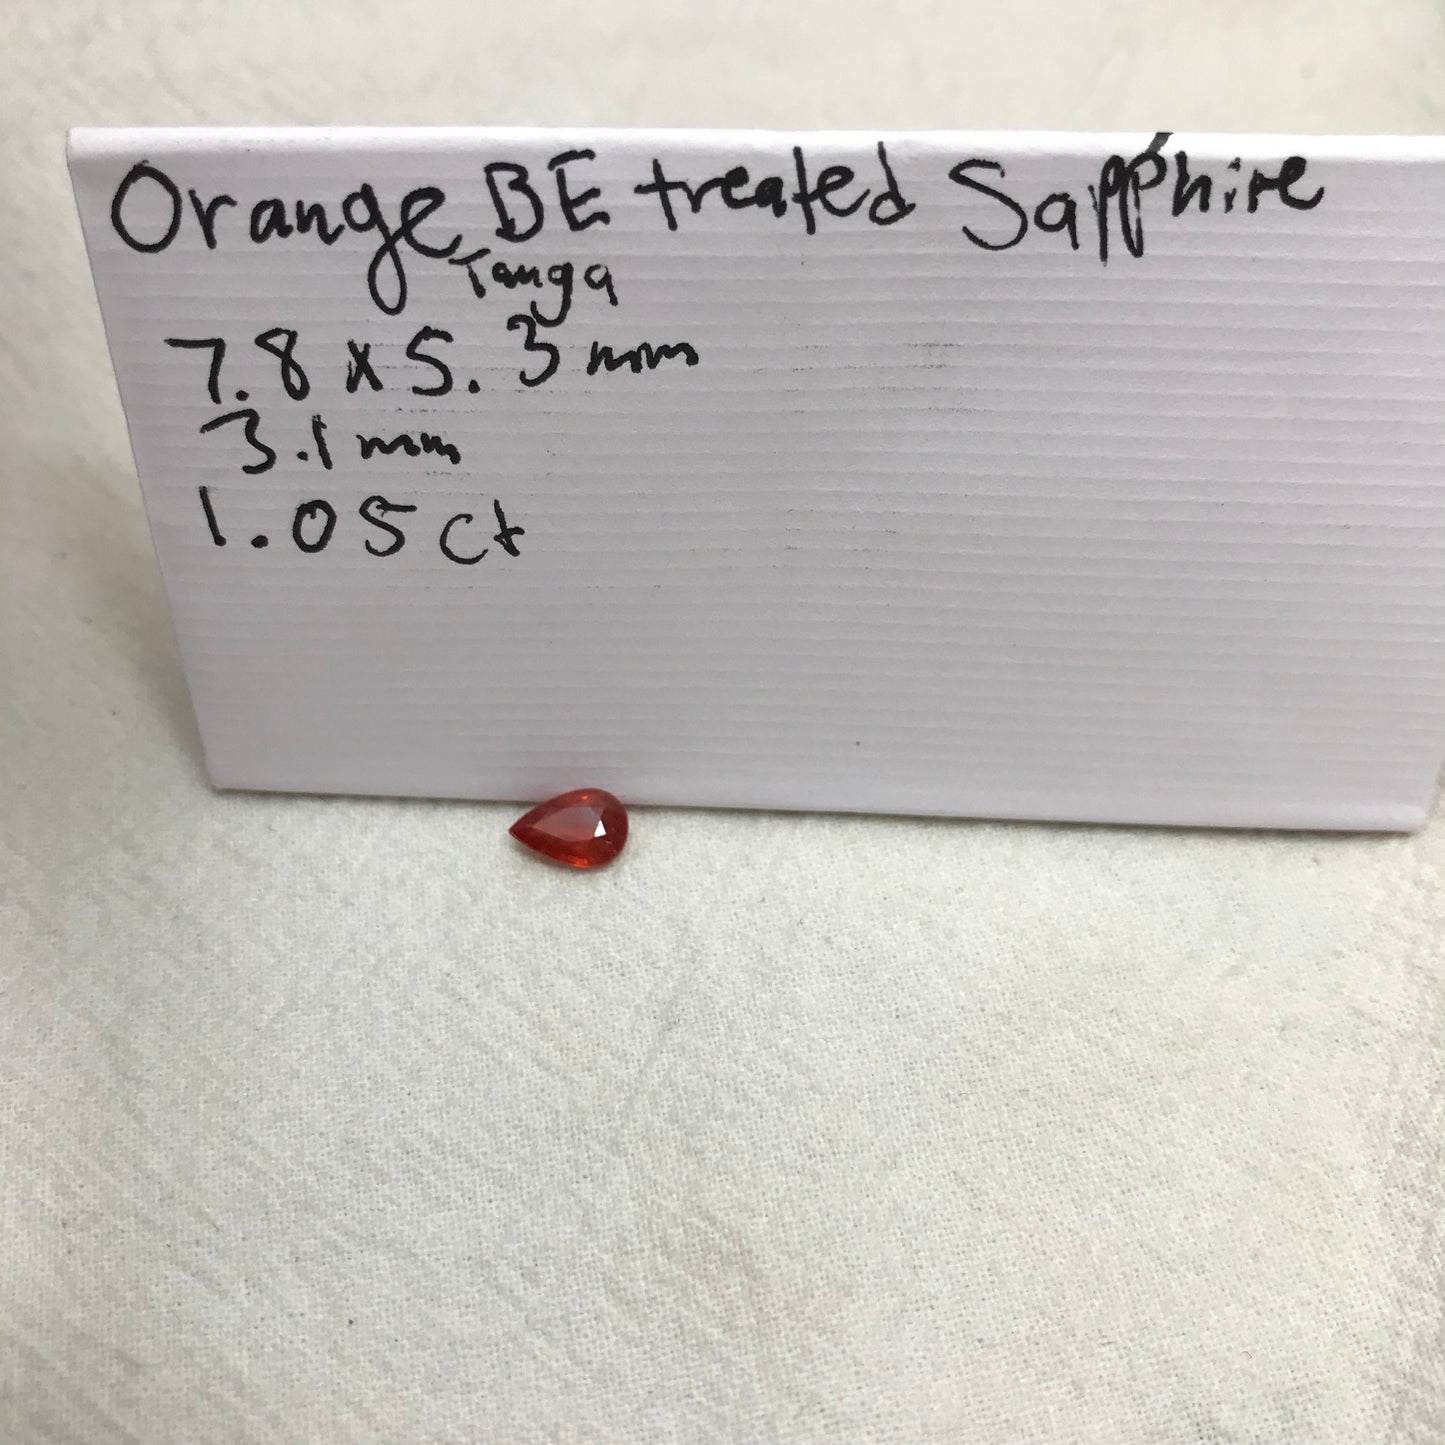 Orange BE treated Sapphire
Tanga
7.8 x 5.3 mm
3.1 mm
1.05 ct